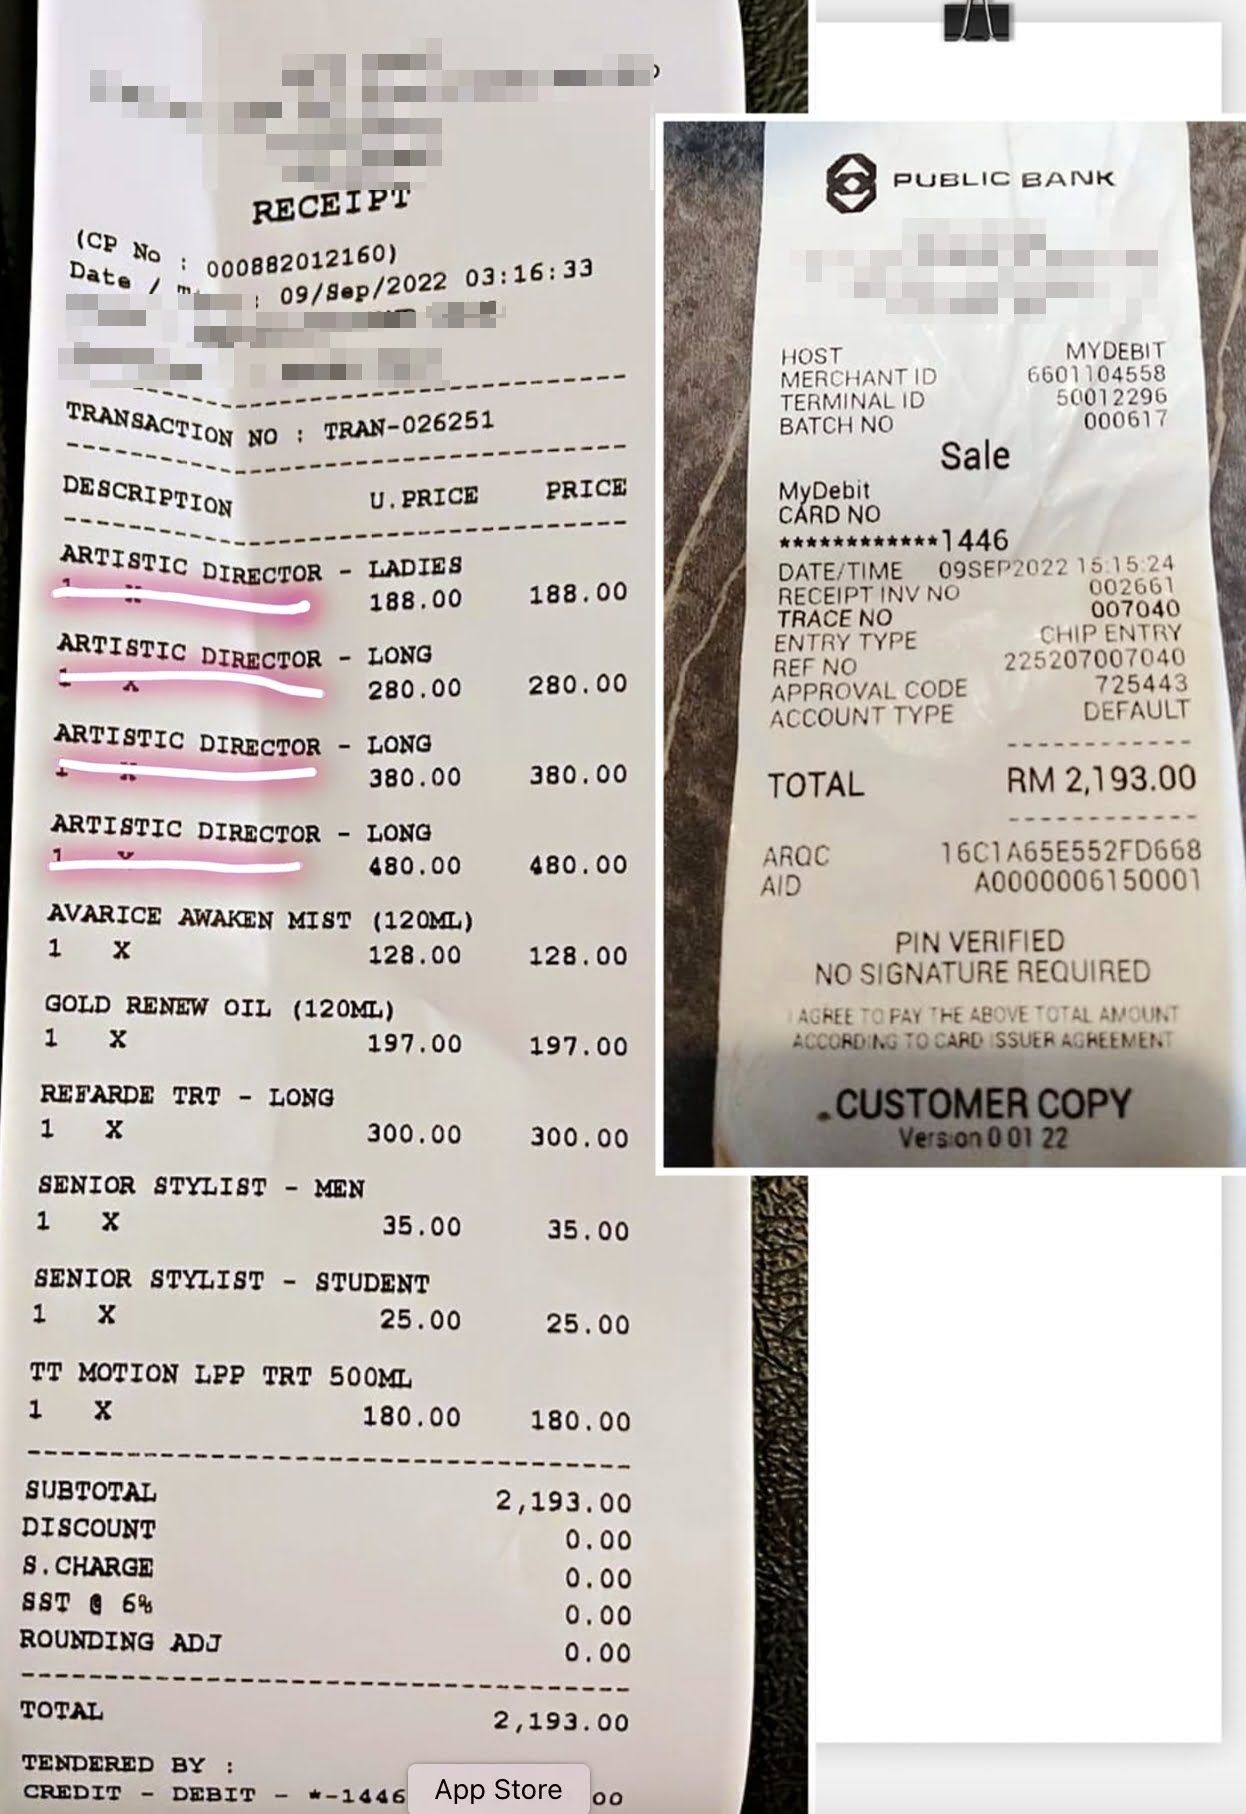 RECEIPT
(CP No : 000882012160)
Date / : 09/Sep/2022 03:16:33
TRANSACTION NO : TRAN-026251
DESCRIPTION U.PRICE PRICE
ARTISTIC DIRECTOR - LADIES
1 X 188.00 188.00
ARTISTIC DIRECTOR - LONG
1 X 280.00 280.00
ARTISTIC DIRECTOR - LONG
1 X 380.00 380.00
ARTISTIC DIRECTOR - LONG
1 X 480.00 480.00
AVARICE AWAKEN MIST (120ML)
1 X 128.00 128.00
GOLD RENEW OIL (120ML)
1 X 197.00 197.00
REFARDE TRT - LONG
1 X 300.00 300.00
SENIOR STYLIST - MEN
1 X 35.00 35.00
SENIOR STYLIST - STUDENT
1 X 25.00 25.00
TT MOTION LPP TRT 500ML
1 X 180.00 180.00
SUBTOTAL 2,193.00
DISCOUNT 0.00
S.CHARGE 0.00
SST @ 6% 0.00
ROUNDING ADJ 0.00
TOTAL 2,193.00
TENDERED BY :
CREDIT - DEBIT - *-1446 00
App Store
PUBLIC BANK
HOST MYDEBIT
MERCHANT ID 6601104558
TERMINAL ID 50012296
BATCH NO 000617
Sale
MyDebit
CARD NO
************1446
DATE/TIME 09SEP2022 15:15:24
RECEIPT INV NO 002661
TRACE NO 007040
ENTRY TYPE CHIP ENTRY
REF NO 225207007040
APPROVAL CODE 725443
ACCOUNT TYPE DEFAULT
TOTAL RM 2,193.00
ARQC 16C1A65E552FD668
AID A0000006150001
PIN VERIFIED
NO SIGNATURE REQUIRED
I AGREE TO PAY THE ABOVE TOTAL AMOUNT
ACCORDING TO CARD ISSUER AGREEMENT
CUSTOMER COPY
Version 0 01 22